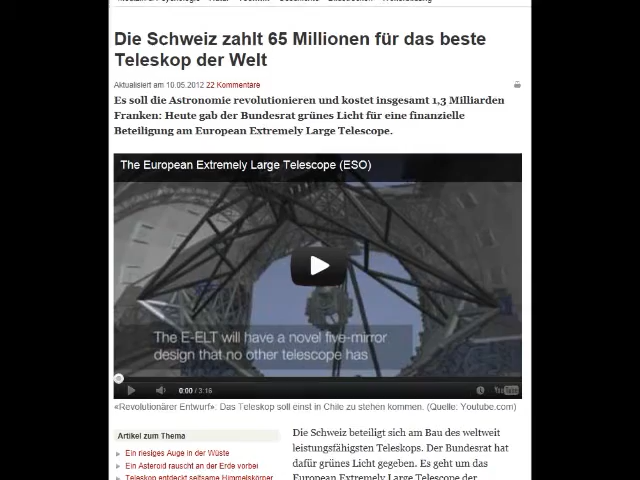 Die Schweiz zahlt 65 Millionen für das beste
Teleskop der Welt
Aktualisiert am 10.05.2012 22 Kommentare
Es soll die Astronomie revolutionieren und kostet insgesamt 1,3 Milliarden
Franken: Heute gab der Bundesrat grünes Licht für eine finanzielle
Beteiligung am European Extremely Large Telescope.
The European Extremely Large Telescope (ESO)
The E-ELT will have a novel five-mirror
design that no other telescope has
0:00 / 3:16
YouTube
«Revolutionärer Entwurf»: Das Teleskop soll einst in Chile zu stehen kommen. (Quelle: Youtube.com)
Artikel zum Thema
Ein riesiges Auge in der Wüste
Ein Asteroid rauscht an der Erde vorbei
Teleskop entdeckt seltsame Himmelskörper
Die Schweiz beteiligt sich am Bau des weltweit
leistungsfähigsten Teleskops. Der Bundesrat hat
dafür grünes Licht gegeben. Es geht um das
European Extremely Large Telescope der